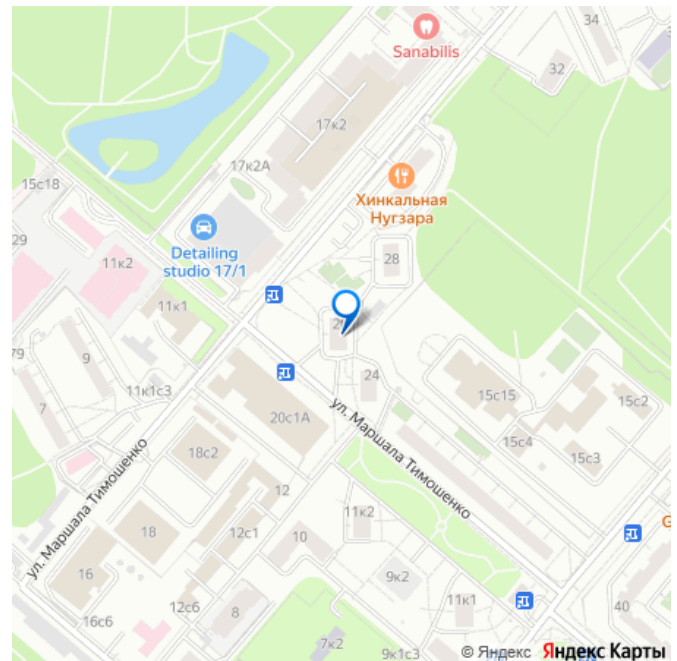 34
Sanabilis
32
17к2
17к2А
15с18
Хинкальная
Нугзара
29
Detailing
studio 17/1
28
11к2
11к1
79
9
11к1с3
7
24
15с15
15с2
20с1А
ул. Маршала Тимошенко
15с4
18с2
15с3
ул. Маршала Тимошенко
12
11к2
18
12с1
10
16
9к2
12с6
8
11к1
40
16с6
7к2
9к1с3
© Яндекс Яндекс Карты